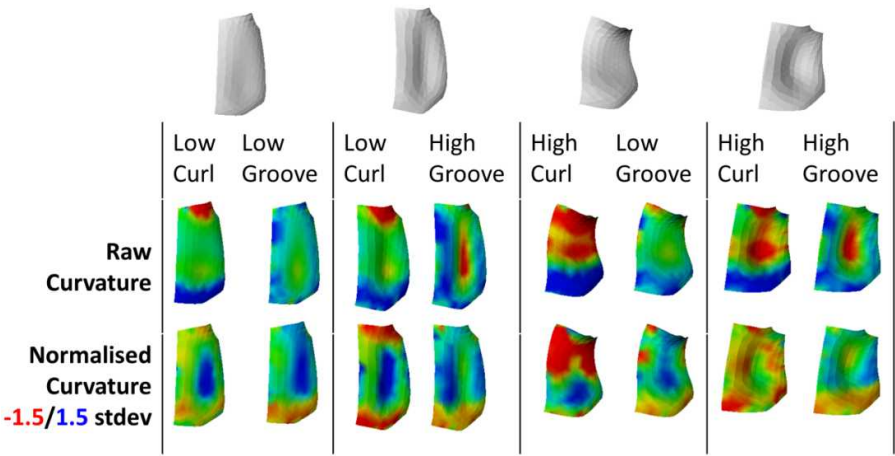 Low Low Low High High Low High High
Curl Groove Curl Groove Curl Groove Curl Groove
Raw
Curvature
Normalised
Curvature
-1.5/1.5 stdev